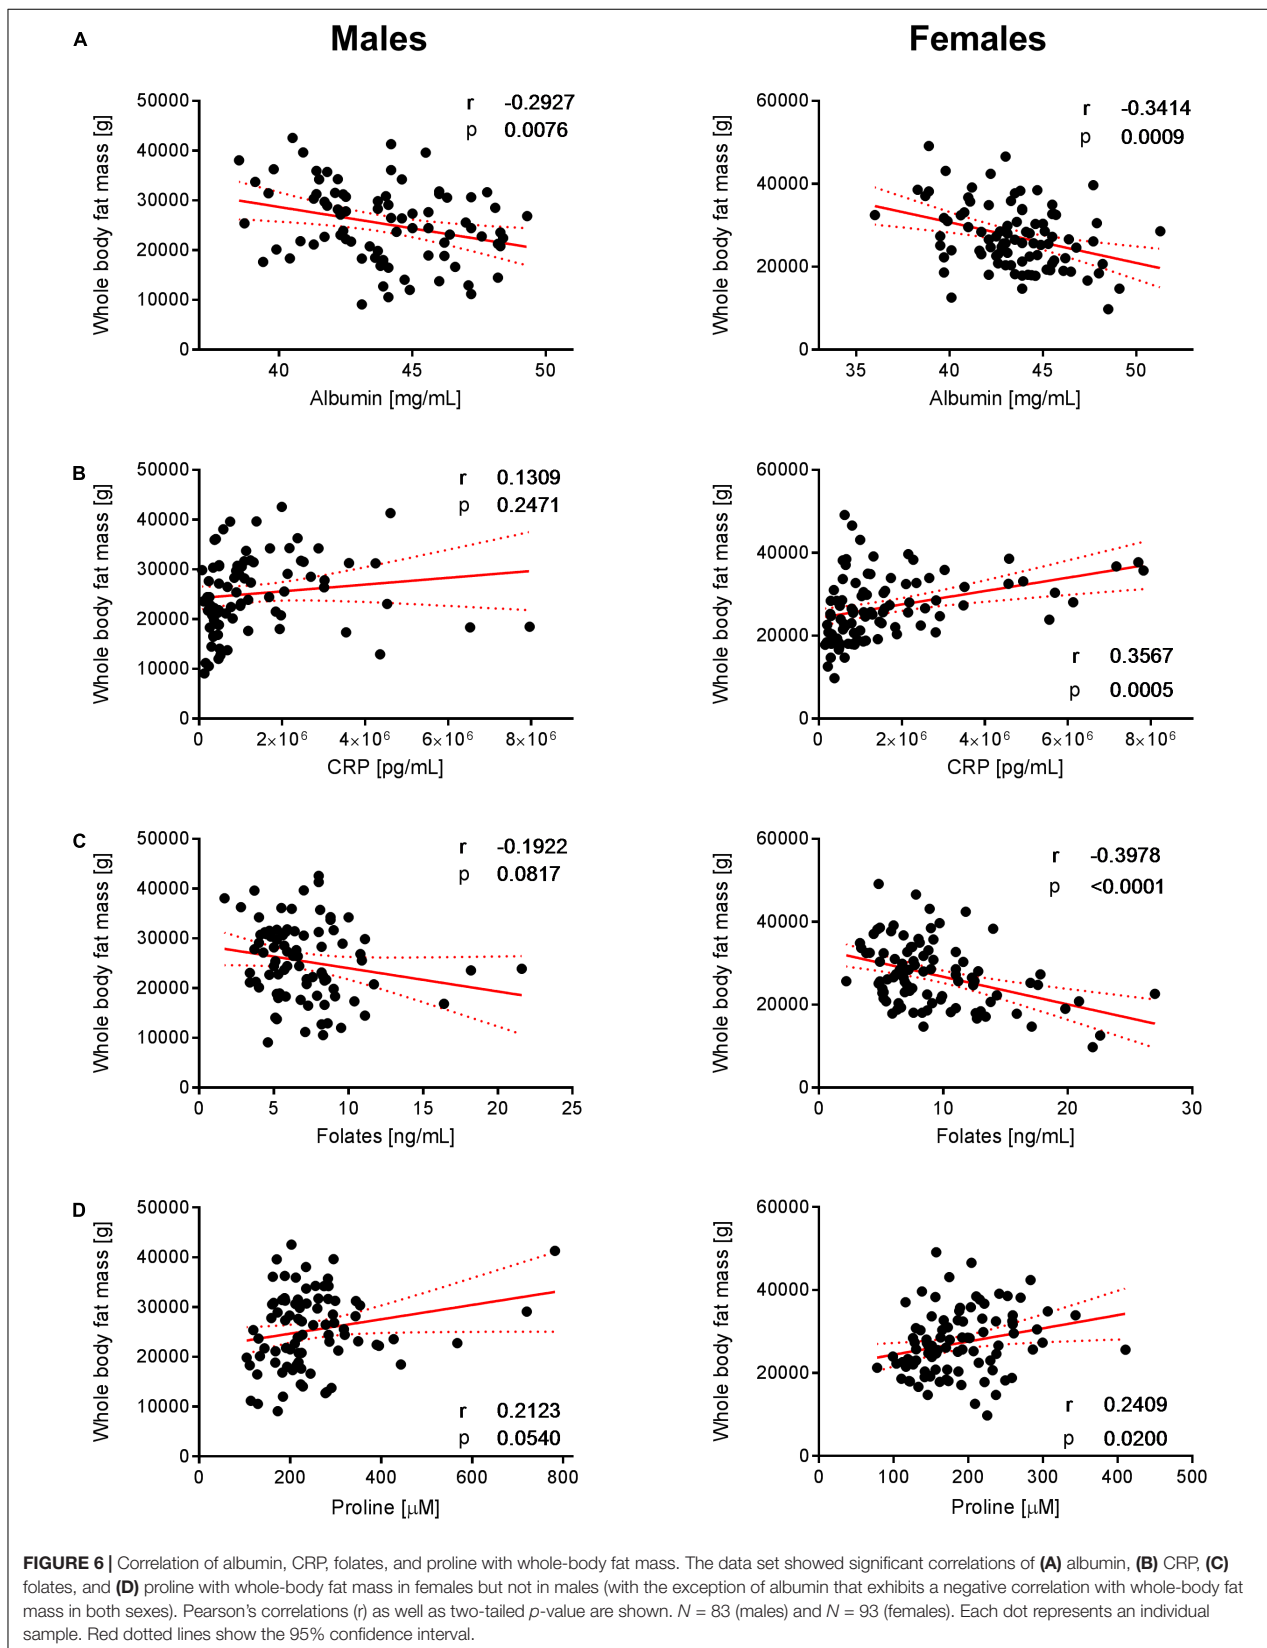 Males
Females
A
50000
40000
30000
20000
10000
0
Whole body fat mass [g]
r -0.2927
p 0.0076
40
45
50
Albumin [mg/mL]
60000
40000
20000
0
Whole body fat mass [g]
r -0.3414
p 0.0009
35
40
45
50
Albumin [mg/mL]
B
50000
40000
30000
20000
10000
0
Whole body fat mass [g]
r 0.1309
p 0.2471
0
2×10⁶
4×10⁶
6×10⁶
8×10⁶
CRP [pg/mL]
60000
40000
20000
0
Whole body fat mass [g]
r 0.3567
p 0.0005
0
2×10⁶
4×10⁶
6×10⁶
8×10⁶
CRP [pg/mL]
C
50000
40000
30000
20000
10000
0
Whole body fat mass [g]
r -0.1922
p 0.0817
0
5
10
15
20
25
Folates [ng/mL]
60000
40000
20000
0
Whole body fat mass [g]
r -0.3978
p <0.0001
0
10
20
30
Folates [ng/mL]
D
50000
40000
30000
20000
10000
0
Whole body fat mass [g]
r 0.2123
p 0.0540
0
200
400
600
800
Proline [μM]
60000
40000
20000
0
Whole body fat mass [g]
r 0.2409
p 0.0200
0
100
200
300
400
500
Proline [μM]
FIGURE 6 | Correlation of albumin, CRP, folates, and proline with whole-body fat mass. The data set showed significant correlations of (A) albumin, (B) CRP, (C)
folates, and (D) proline with whole-body fat mass in females but not in males (with the exception of albumin that exhibits a negative correlation with whole-body fat
mass in both sexes). Pearson's correlations (r) as well as two-tailed p-value are shown. N = 83 (males) and N = 93 (females). Each dot represents an individual
sample. Red dotted lines show the 95% confidence interval.